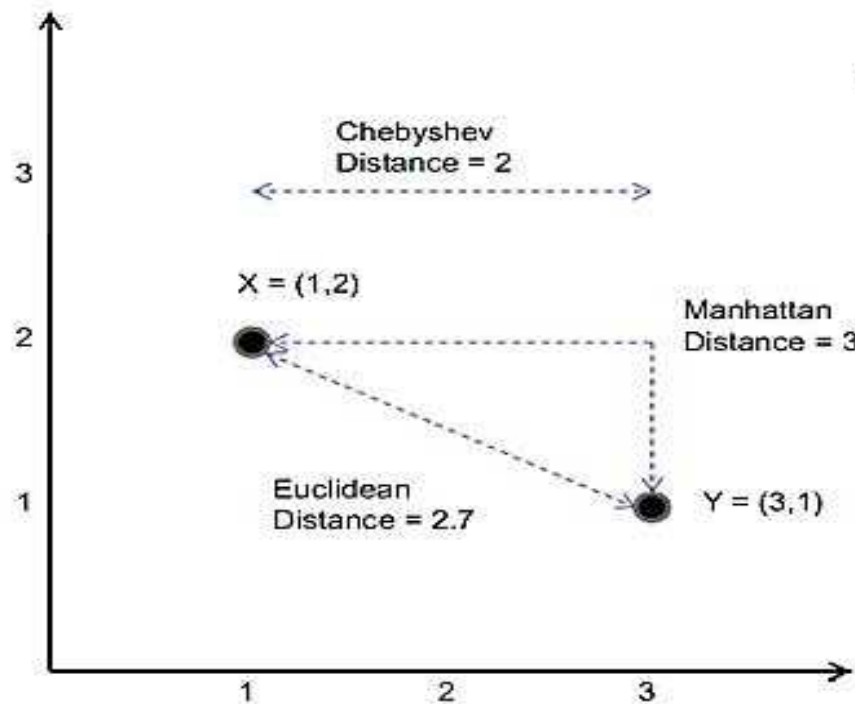 Chebyshev
Distance = 2
3
X = (1,2)
Manhattan
Distance = 3
2
Euclidean
Distance = 2.7
1
Y = (3,1)
1
2
3